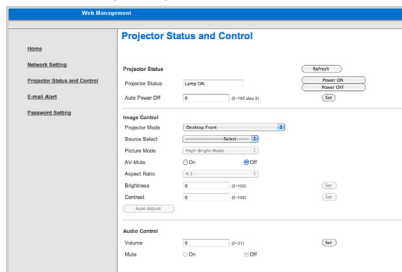 Web Management
Home
Network Setting
Projector Status and Control
E-mail Alert
Password Setting
Projector Status and Control
Projector Status
Refresh
Projector Status Lamp ON Power ON
Power OFF
Auto Power Off 0 (0-180 step 5) Set
Image Control
Projector Mode Desktop Front
Source Select --------------------Select--------
Picture Mode High-Bright Mode
AV-Mute On Off
Aspect Ratio 4:3
Brightness 0 (0-100) Set
Contrast 0 (0-100) Set
Auto Adjust
Audio Control
Volume 0 (0-31) Set
Mute On Off